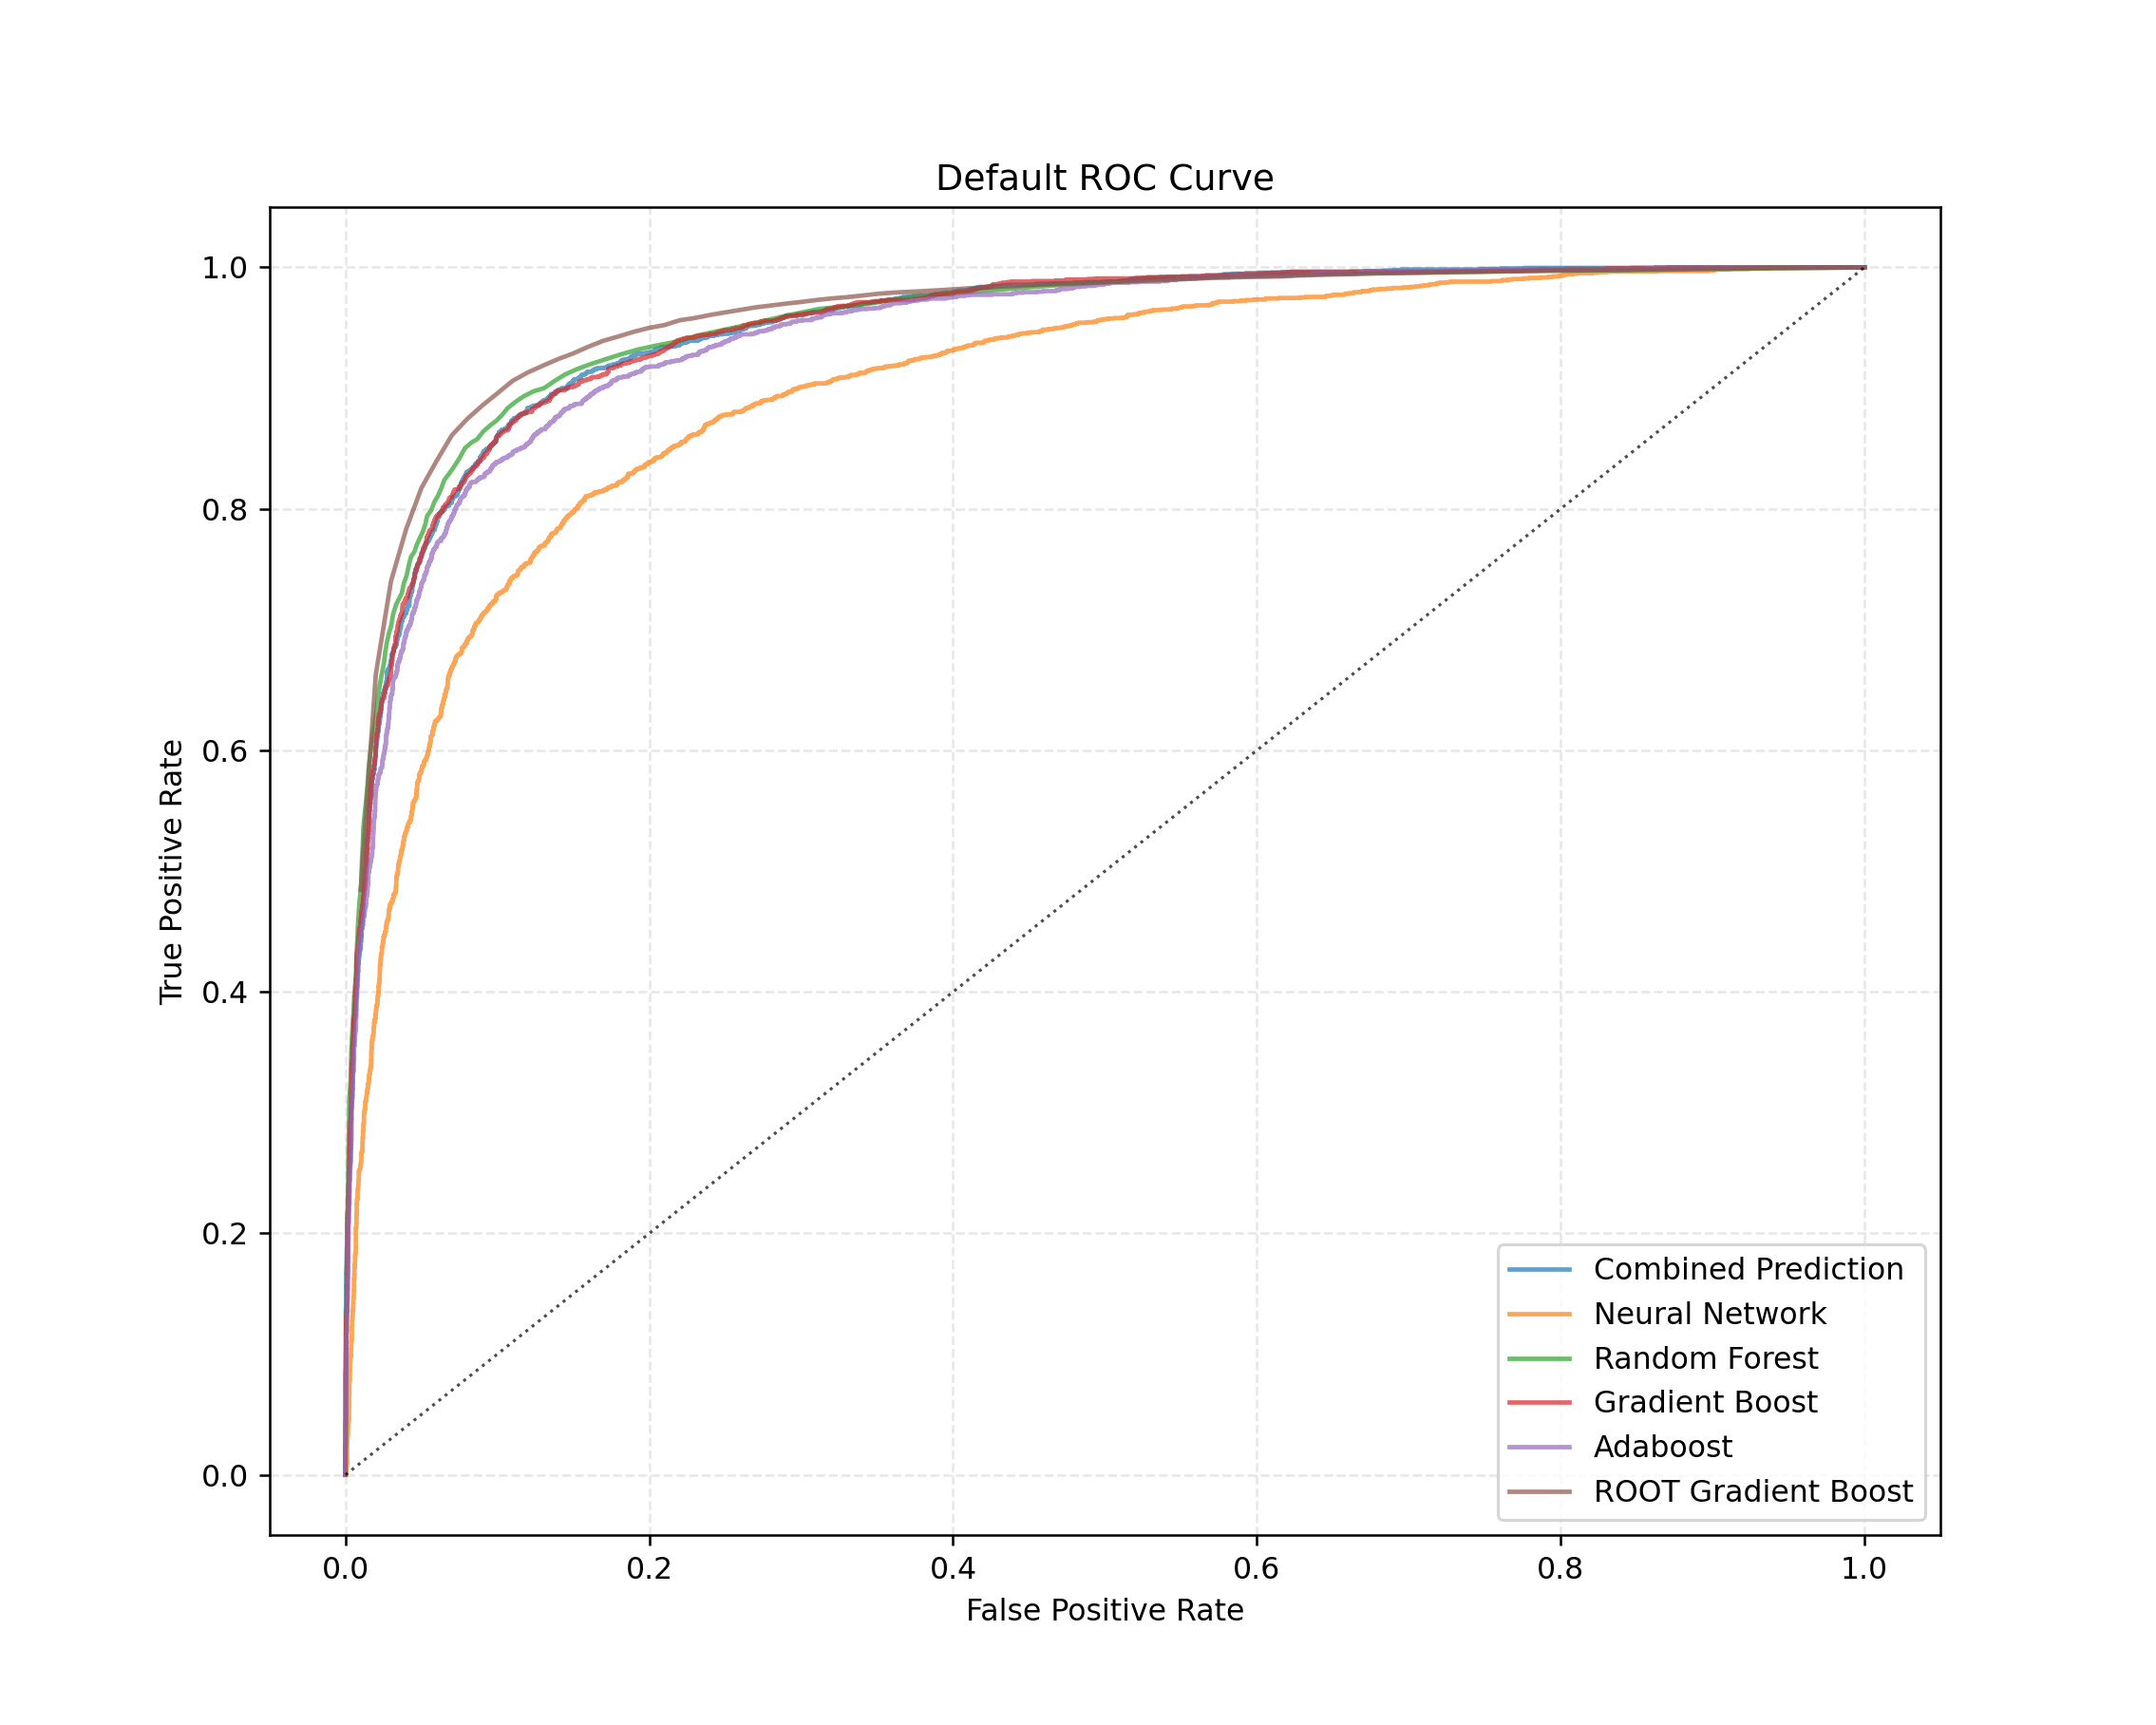 Default ROC Curve
True Positive Rate
1.0
0.8
0.6
0.4
0.2
0.0
0.0 0.2 0.4 0.6 0.8 1.0
False Positive Rate
Combined Prediction
Neural Network
Random Forest
Gradient Boost
Adaboost
ROOT Gradient Boost